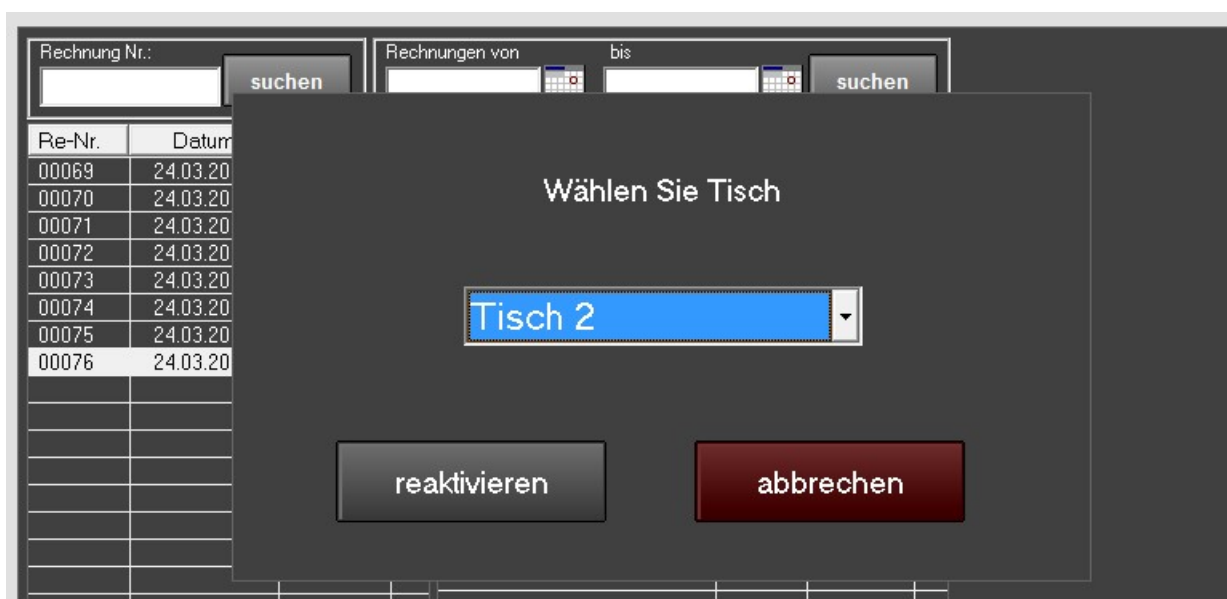 Rechnung Nr.: Rechnungen von bis
suchen suchen
Re-Nr. Datum
00069 24.03.20
00070 24.03.20
00071 24.03.20
00072 24.03.20
00073 24.03.20
00074 24.03.20
00075 24.03.20
00076 24.03.20
Wählen Sie Tisch
Tisch 2
reaktivieren abbrechen